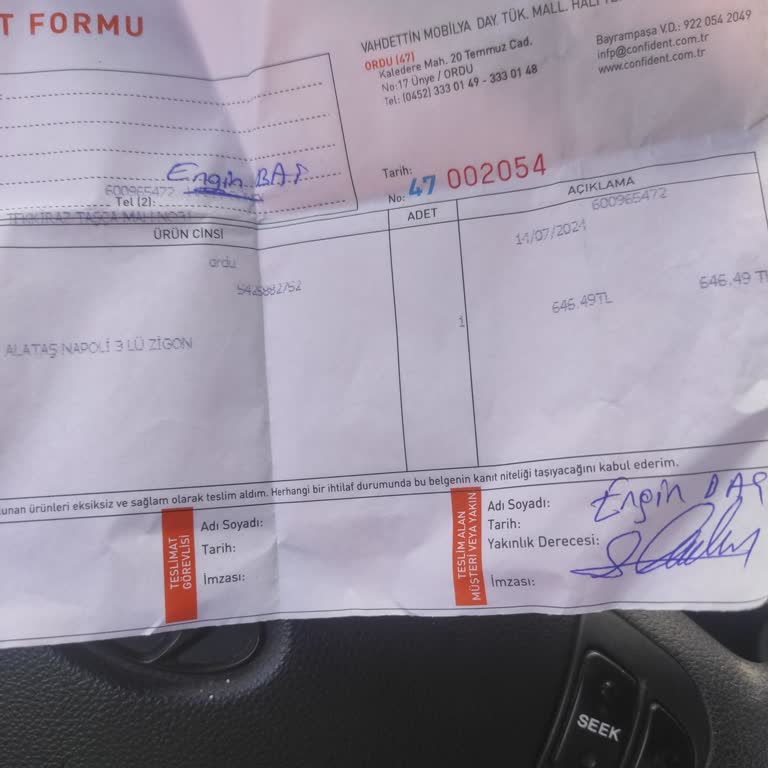 T FORMU
VAHDETTİN MOBİLYA DAY. TÜK. MALL. HALI
ORDU (47)
Kaledere Mah. 20 Temmuz Cad.
No:17 Ünye / ORDU
Tel: (0452) 333 01 49 - 333 01 48
Bayrampaşa V.D.: 922 054 2049
info@confident.com.tr
www.confident.com.tr
Engin BAŞ
600965472
Tel (2):
Tarih:
No: 47 002054
ÜRÜN CİNSİ
ADET
AÇIKLAMA
600965472
ordu
14/07/2021
646.49 T
1
646.49TL
ALATAŞ NAPOLİ 3 LÜ ZİGON
unan ürünleri eksiksiz ve sağlam olarak teslim aldım. Herhangi bir ihtilaf durumunda bu belgenin kanıt niteliği taşıyacağını kabul ederim.
TESLİMAT GÖREVLİSİ
Adı Soyadı:
Tarih:
İmzası:
TESLİM ALAN MÜŞTERİ VEYA YAKIN
Adı Soyadı: Engin BAŞ
Tarih:
Yakınlık Derecesi:
İmzası:
SEEK